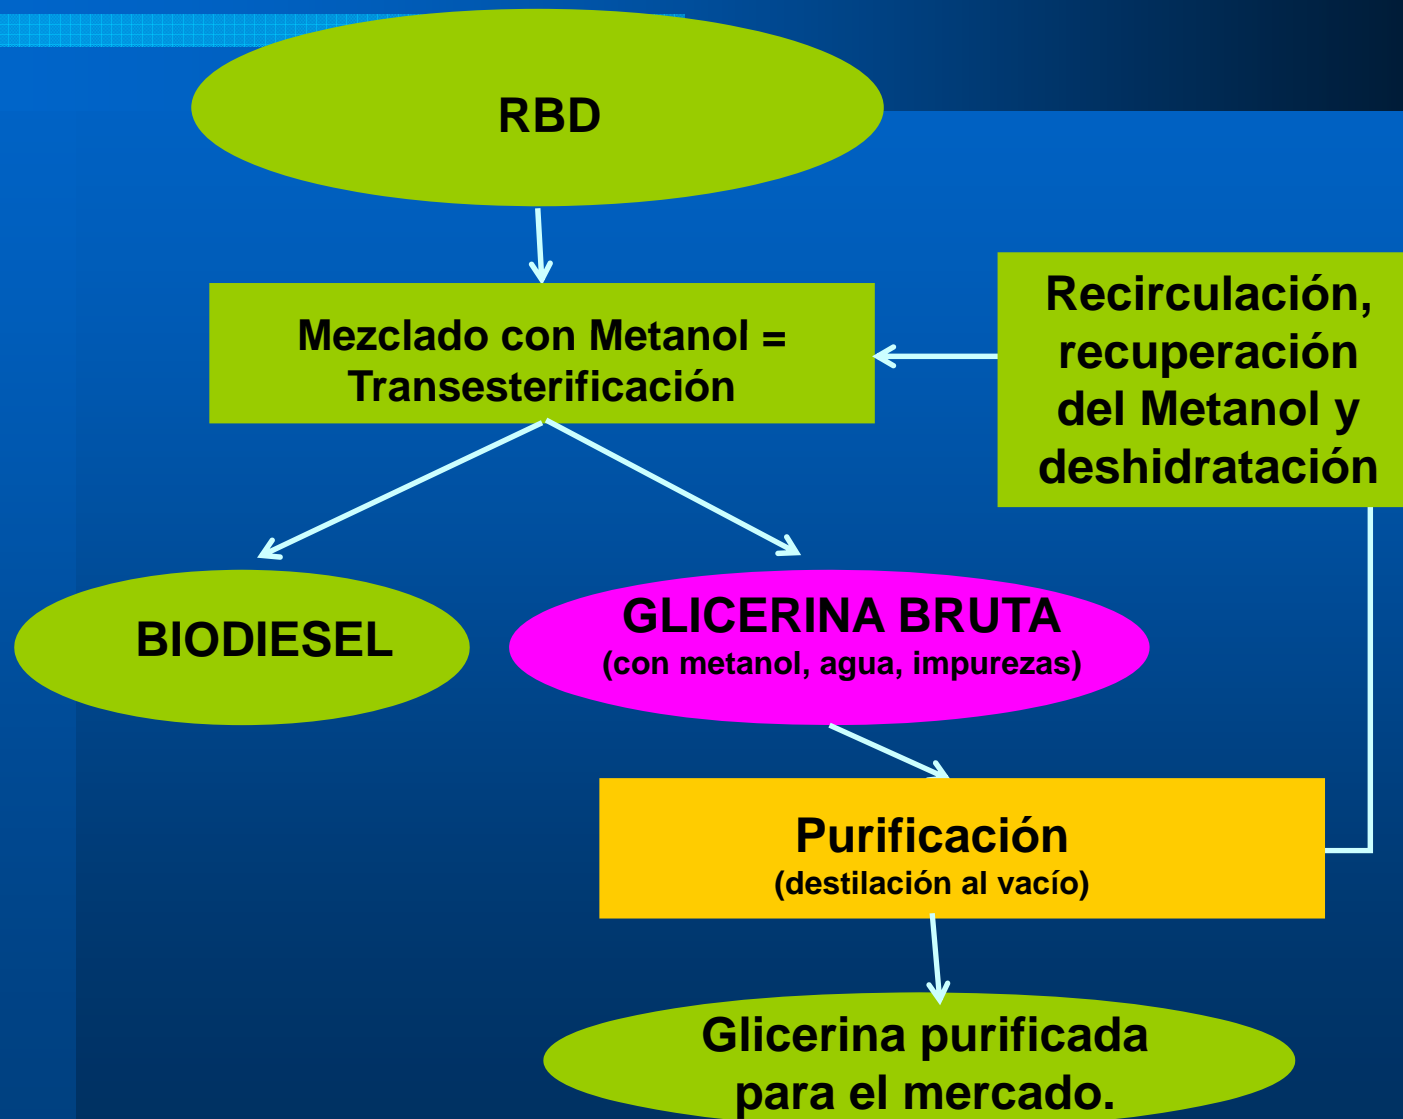 RBD
Mezclado con Metanol =
Transesterificación
Recirculación,
recuperación
del Metanol y
deshidratación
BIODIESEL
GLICERINA BRUTA
(con metanol, agua, impurezas)
Purificación
(destilación al vacío)
Glicerina purificada
para el mercado.